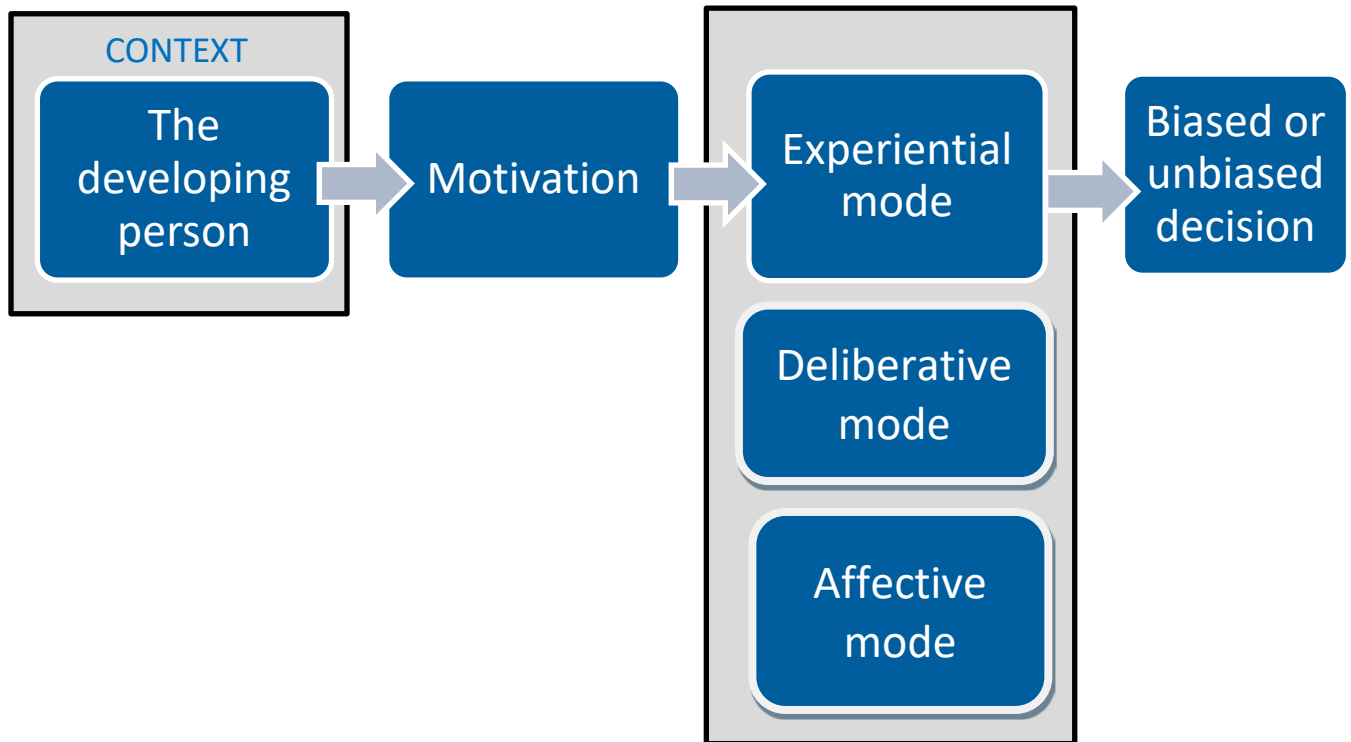 CONTEXT
The
developing
person
Motivation
Experiential
mode
Deliberative
mode
Affective
mode
Biased or
unbiased
decision